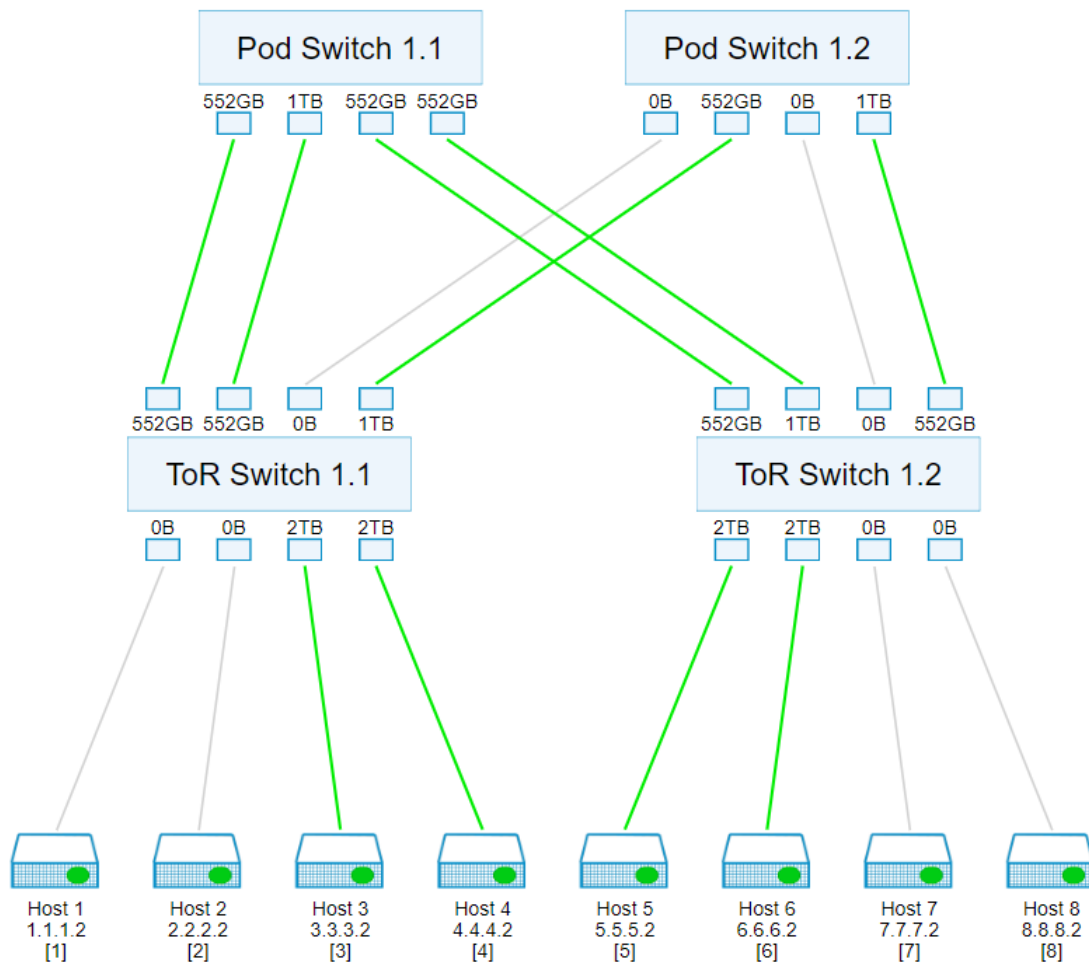 Pod Switch 1.1 Pod Switch 1.2
552GB 1TB 552GB 552GB 0B 552GB 0B 1TB
552GB 552GB 0B 1TB 552GB 1TB 0B 552GB
ToR Switch 1.1 ToR Switch 1.2
0B 0B 2TB 2TB 2TB 2TB 0B 0B
Host 1 Host 2 Host 3 Host 4 Host 5 Host 6 Host 7 Host 8
1.1.1.2 2.2.2.2 3.3.3.2 4.4.4.2 5.5.5.2 6.6.6.2 7.7.7.2 8.8.8.2
[1] [2] [3] [4] [5] [6] [7] [8]